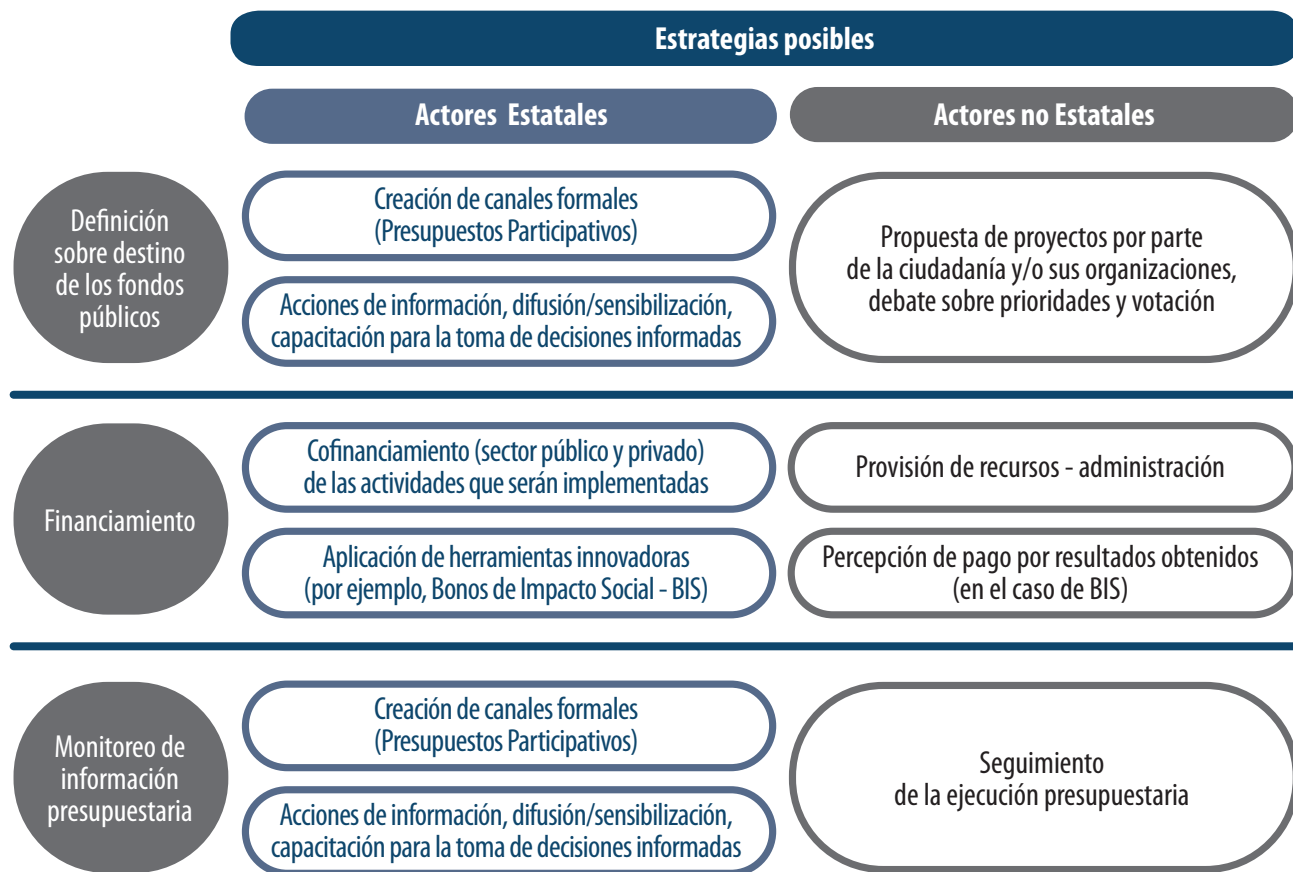 Estrategias posibles
Actores Estatales
Actores no Estatales
Definición
sobre destino
de los fondos
públicos
Creación de canales formales
(Presupuestos Participativos)
Acciones de información, difusión/sensibilización,
capacitación para la toma de decisiones informadas
Propuesta de proyectos por parte
de la ciudadanía y/o sus organizaciones,
debate sobre prioridades y votación
Financiamiento
Cofinanciamiento (sector público y privado)
de las actividades que serán implementadas
Provisión de recursos - administración
Aplicación de herramientas innovadoras
(por ejemplo, Bonos de Impacto Social - BIS)
Percepción de pago por resultados obtenidos
(en el caso de BIS)
Monitoreo de
información
presupuestaria
Creación de canales formales
(Presupuestos Participativos)
Acciones de información, difusión/sensibilización,
capacitación para la toma de decisiones informadas
Seguimiento
de la ejecución presupuestaria